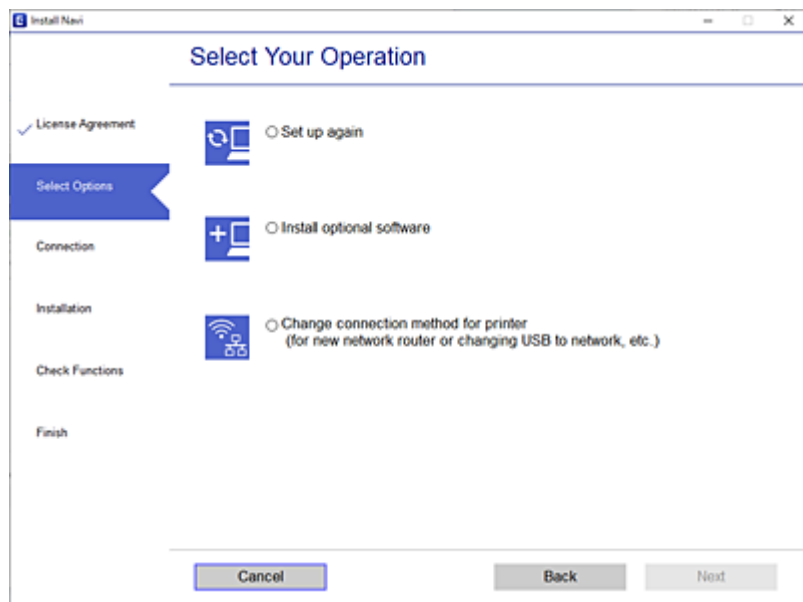 Install Navi
Select Your Operation
License Agreement
Select Options
Connection
Installation
Check Functions
Finish
Set up again
Install optional software
Change connection method for printer
(for new network router or changing USB to network, etc.)
Cancel
Back
Next